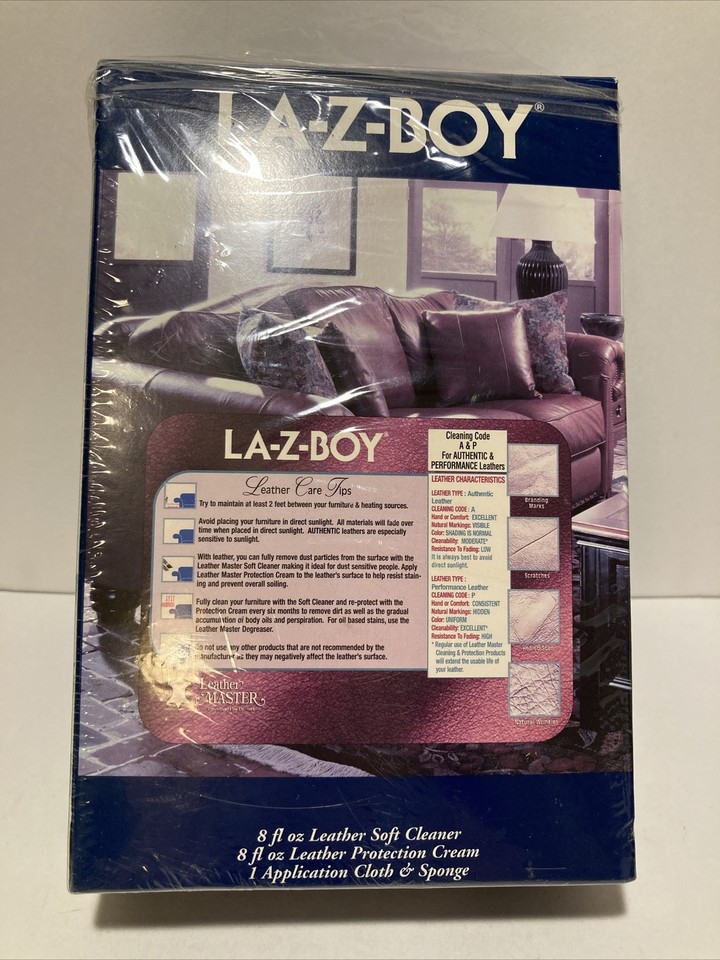 LA-Z-BOY®
LA-Z-BOY
Leather Care Tips
Try to maintain at least 2 feet between your furniture & heating sources.
Avoid placing your furniture in direct sunlight. All materials will fade over
time when placed in direct sunlight. AUTHENTIC leathers are especially
sensitive to sunlight.
With leather, you can fully remove dust particles from the surface with the
Leather Master Soft Cleaner making it ideal for dust sensitive people. Apply
Leather Master Protection Cream to the leather's surface to help resist stain-
ing and prevent overall soiling.
Fully clean your furniture with the Soft Cleaner and re-protect with the
Protection Cream every six months to remove dirt as well as the gradual
accumulation of body oils and perspiration. For oil based stains, use the
Leather Master Degreaser.
Do not use any other products that are not recommended by the
manufacturer as they may negatively affect the leather's surface.
Leather
MASTER
Cleaning Code
A & P
For AUTHENTIC &
PERFORMANCE Leathers
LEATHER CHARACTERISTICS
LEATHER TYPE : Authentic
Leather
CLEANING CODE : A
Hand or Comfort: EXCELLENT
Natural Markings: VISIBLE
Color: SHADING IS NORMAL
Cleanability: MODERATE*
Resistance To Fading: LOW
It is always best to avoid
direct sunlight.
LEATHER TYPE :
Performance Leather
CLEANING CODE : P
Hand or Comfort: CONSISTENT
Natural Markings: HIDDEN
Color: UNIFORM
Cleanability: EXCELLENT*
Resistance To Fading: HIGH
* Regular use of Leather Master
Cleaning & Protection Products
will extend the usable life of
your leather.
Branding
Marks
Scratches
Natural Wrinkles
8 fl oz Leather Soft Cleaner
8 fl oz Leather Protection Cream
1 Application Cloth & Sponge